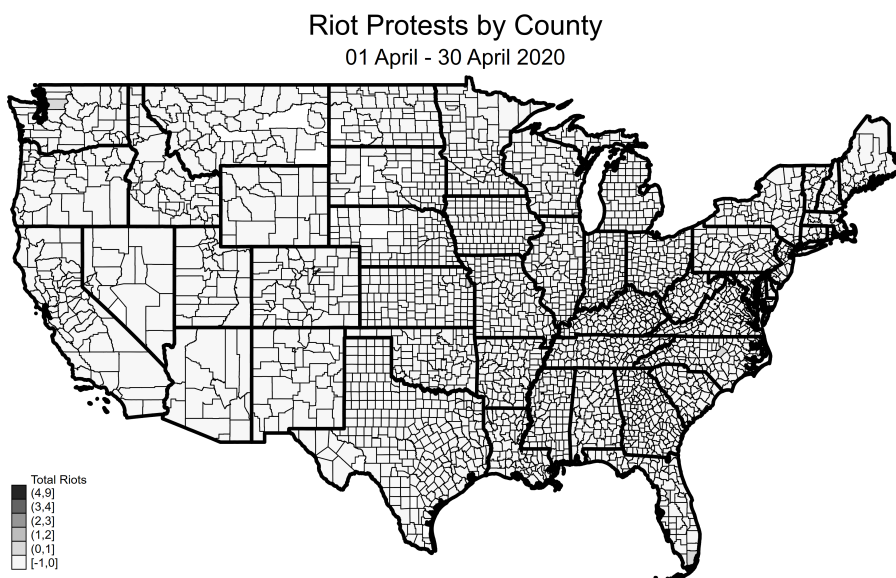 Riot Protests by County
01 April - 30 April 2020
Total Riots
(4,9]
(3,4]
(2,3]
(1,2]
(0,1]
[-1,0]